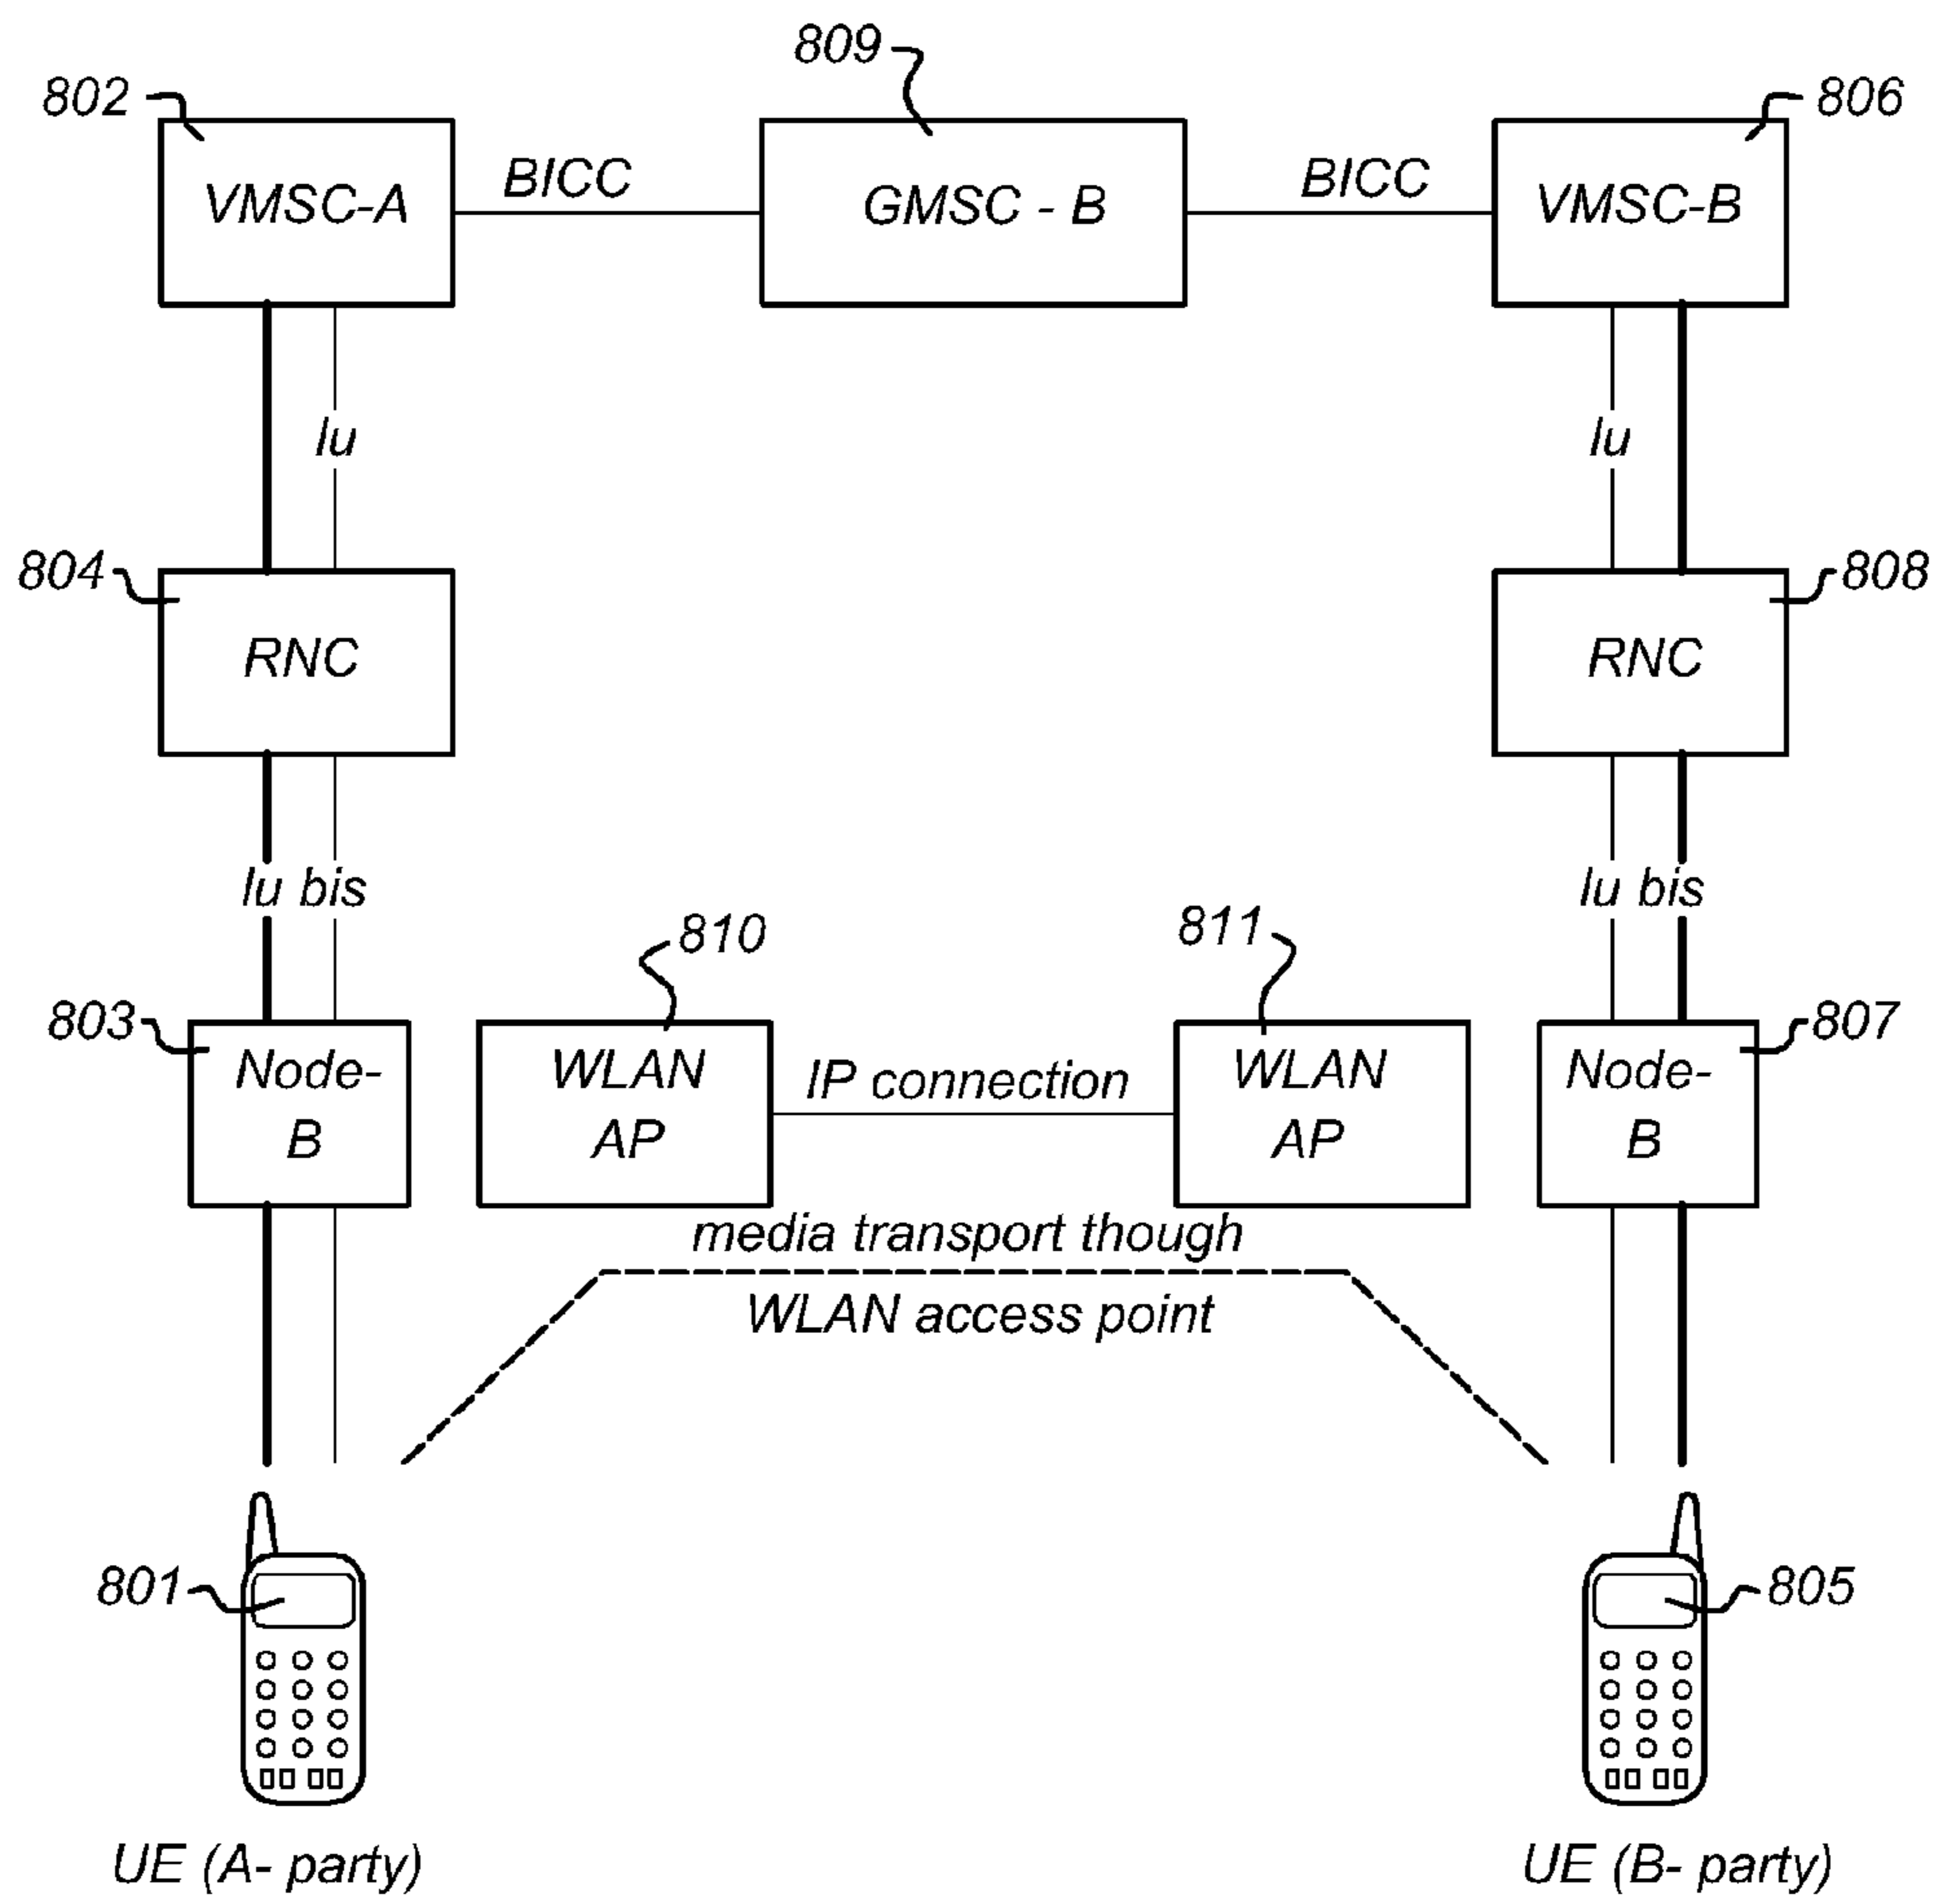 809
802
806
VMSC-A
BICC
GMSC - B
BICC
VMSC-B
Iu
Iu
804
808
RNC
RNC
Iu bis
Iu bis
810
811
803
807
Node-
B
WLAN
AP
IP connection
WLAN
AP
Node-
B
media transport though
WLAN access point
801
805
UE (A- party)
UE (B- party)